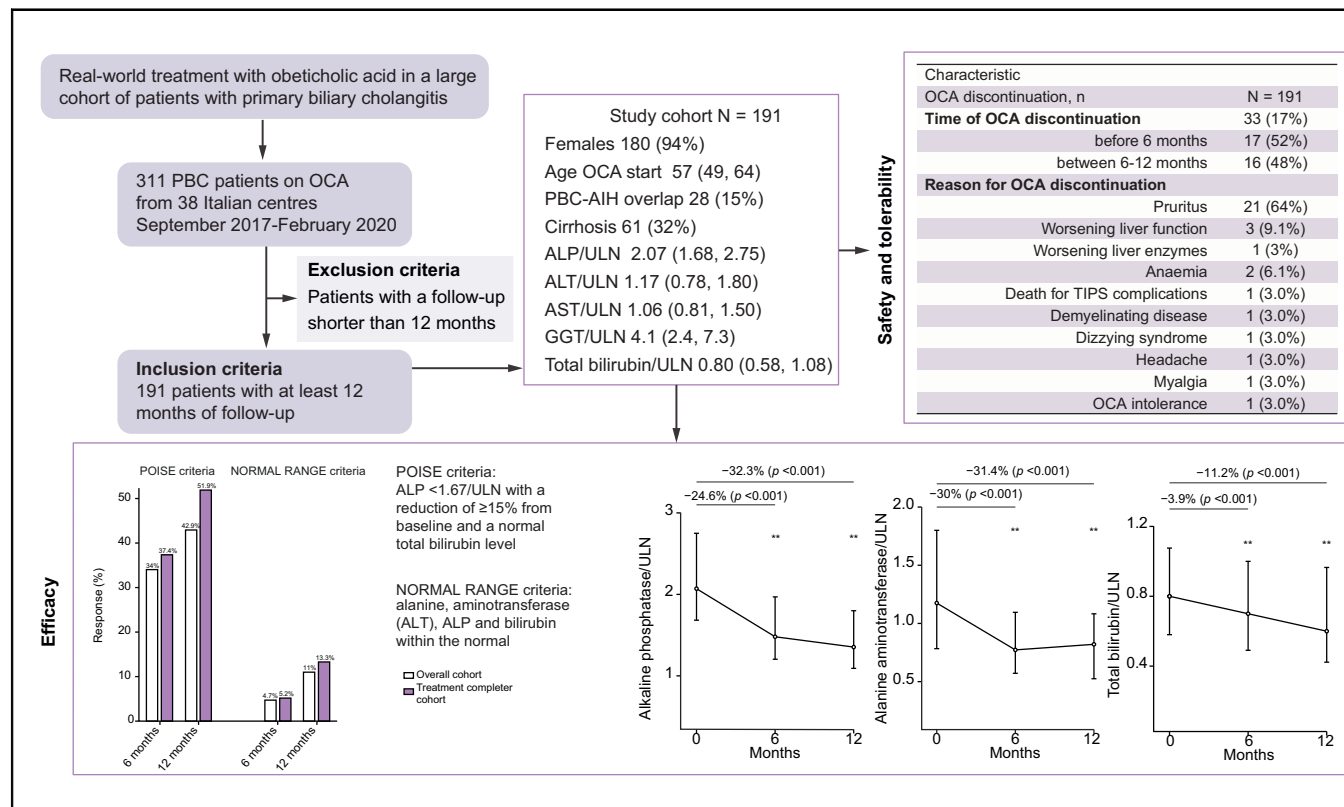 Real-world treatment with obeticholic acid in a large
cohort of patients with primary biliary cholangitis
311 PBC patients on OCA
from 38 Italian centres
September 2017-February 2020
Exclusion criteria
Patients with a follow-up
shorter than 12 months
Inclusion criteria
191 patients with at least 12
months of follow-up
Study cohort N = 191
Females 180 (94%)
Age OCA start 57 (49, 64)
PBC-AIH overlap 28 (15%)
Cirrhosis 61 (32%)
ALP/ULN 2.07 (1.68, 2.75)
ALT/ULN 1.17 (0.78, 1.80)
AST/ULN 1.06 (0.81, 1.50)
GGT/ULN 4.1 (2.4, 7.3)
Total bilirubin/ULN 0.80 (0.58, 1.08)
Safety and tolerability
Characteristic
OCA discontinuation, n N = 191
Time of OCA discontinuation 33 (17%)
before 6 months 17 (52%)
between 6-12 months 16 (48%)
Reason for OCA discontinuation
Pruritus 21 (64%)
Worsening liver function 3 (9.1%)
Worsening liver enzymes 1 (3%)
Anaemia 2 (6.1%)
Death for TIPS complications 1 (3.0%)
Demyelinating disease 1 (3.0%)
Dizzying syndrome 1 (3.0%)
Headache 1 (3.0%)
Myalgia 1 (3.0%)
OCA intolerance 1 (3.0%)
Efficacy
POISE criteria NORMAL RANGE criteria
Response (%)
50
40
30
20
10
0
34%
37.4%
42.9%
51.9%
4.7%
5.2%
11%
13.3%
6 months
12 months
6 months
12 months
POISE criteria:
ALP <1.67/ULN with a
reduction of ≥15% from
baseline and a normal
total bilirubin level
NORMAL RANGE criteria:
alanine, aminotransferase
(ALT), ALP and bilirubin
within the normal
Overall cohort
Treatment completer
cohort
−32.3% (p <0.001)
−24.6% (p <0.001)
Alkaline phosphatase/ULN
3
2
1
** **
0 6 12
Months
−31.4% (p <0.001)
−30% (p <0.001)
Alanine aminotransferase/ULN
2.0
1.5
1.0
0.5
** **
0 6 12
Months
−11.2% (p <0.001)
−3.9% (p <0.001)
Total bilirubin/ULN
1.2
0.8
0.4
** **
0 6 12
Months